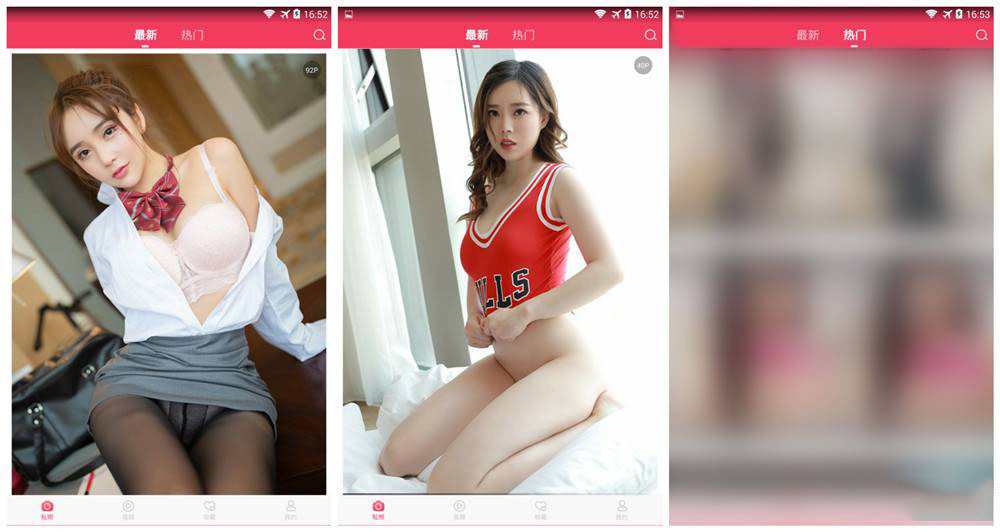 16:52
最新 热门
92P
私照 视频 收藏 我的
16:52
最新 热门
40P
LLS
私照 视频 收藏 我的
16:53
最新 热门